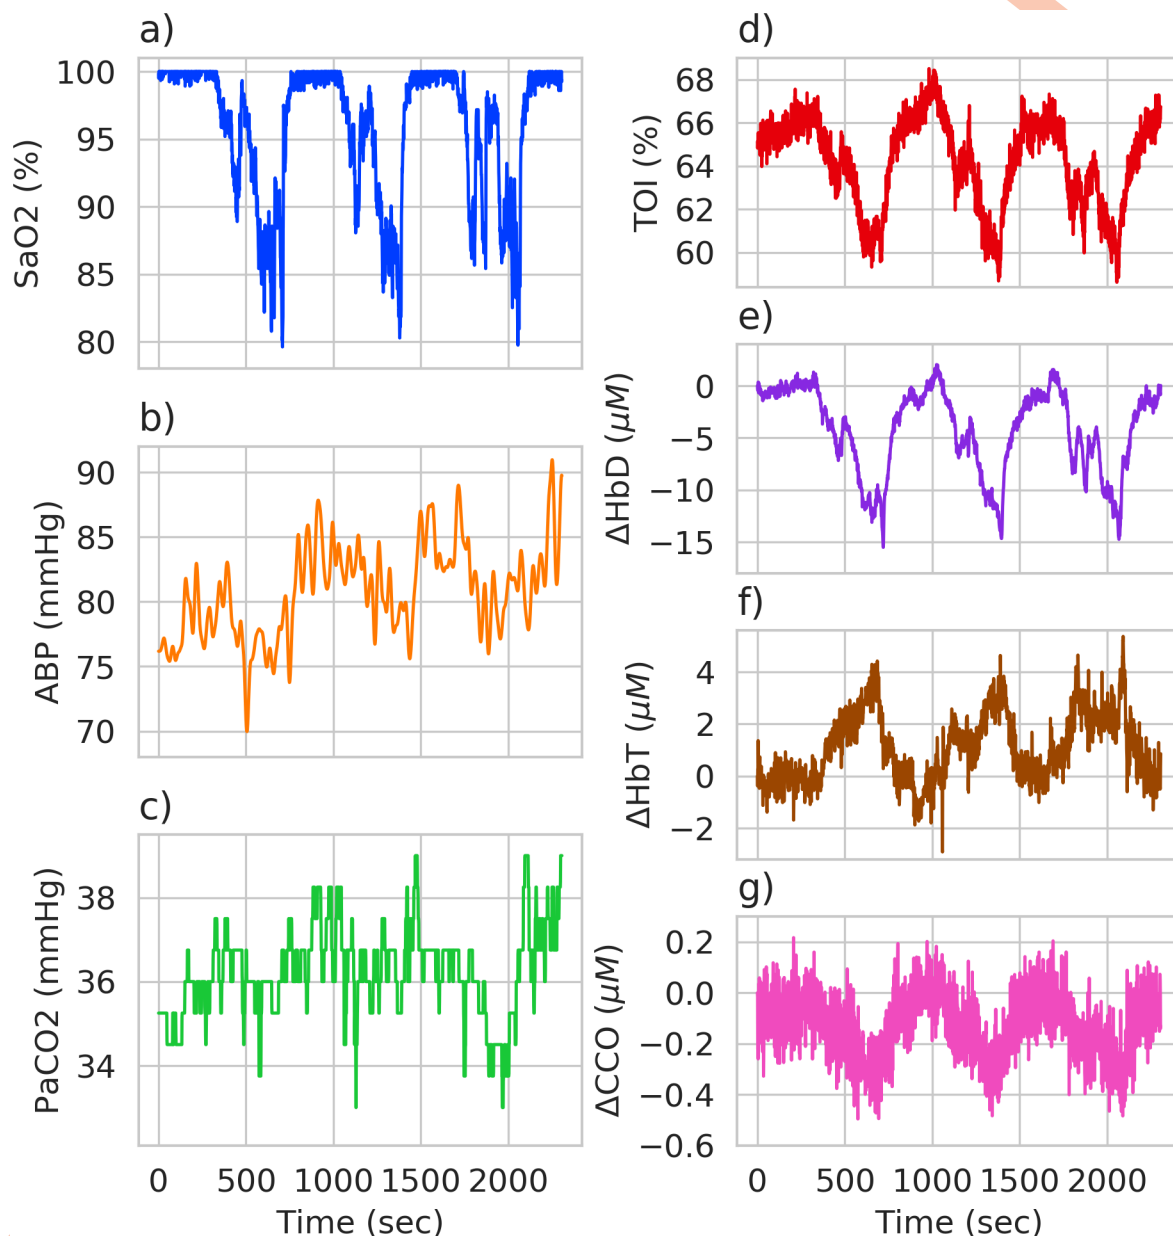 a)
100
95
90
85
80
SaO2 (%)
b)
90
85
80
75
70
ABP (mmHg)
c)
38
36
34
PaCO2 (mmHg)
0 500 1000 1500 2000
Time (sec)
d)
68
66
64
62
60
TOI (%)
e)
0
−5
−10
−15
ΔHbD (μM)
f)
4
2
0
−2
ΔHbT (μM)
g)
0.2
0.0
−0.2
−0.4
−0.6
ΔCCO (μM)
0 500 1000 1500 2000
Time (sec)